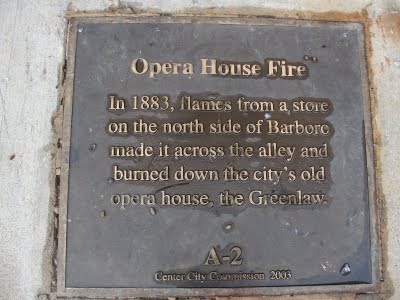 Opera House Fire
In 1883, flames from a store
on the north side of Barboro
made it across the alley and
burned down the city's old
opera house, the Greenlaw.
A-2
Center City Commission 2003